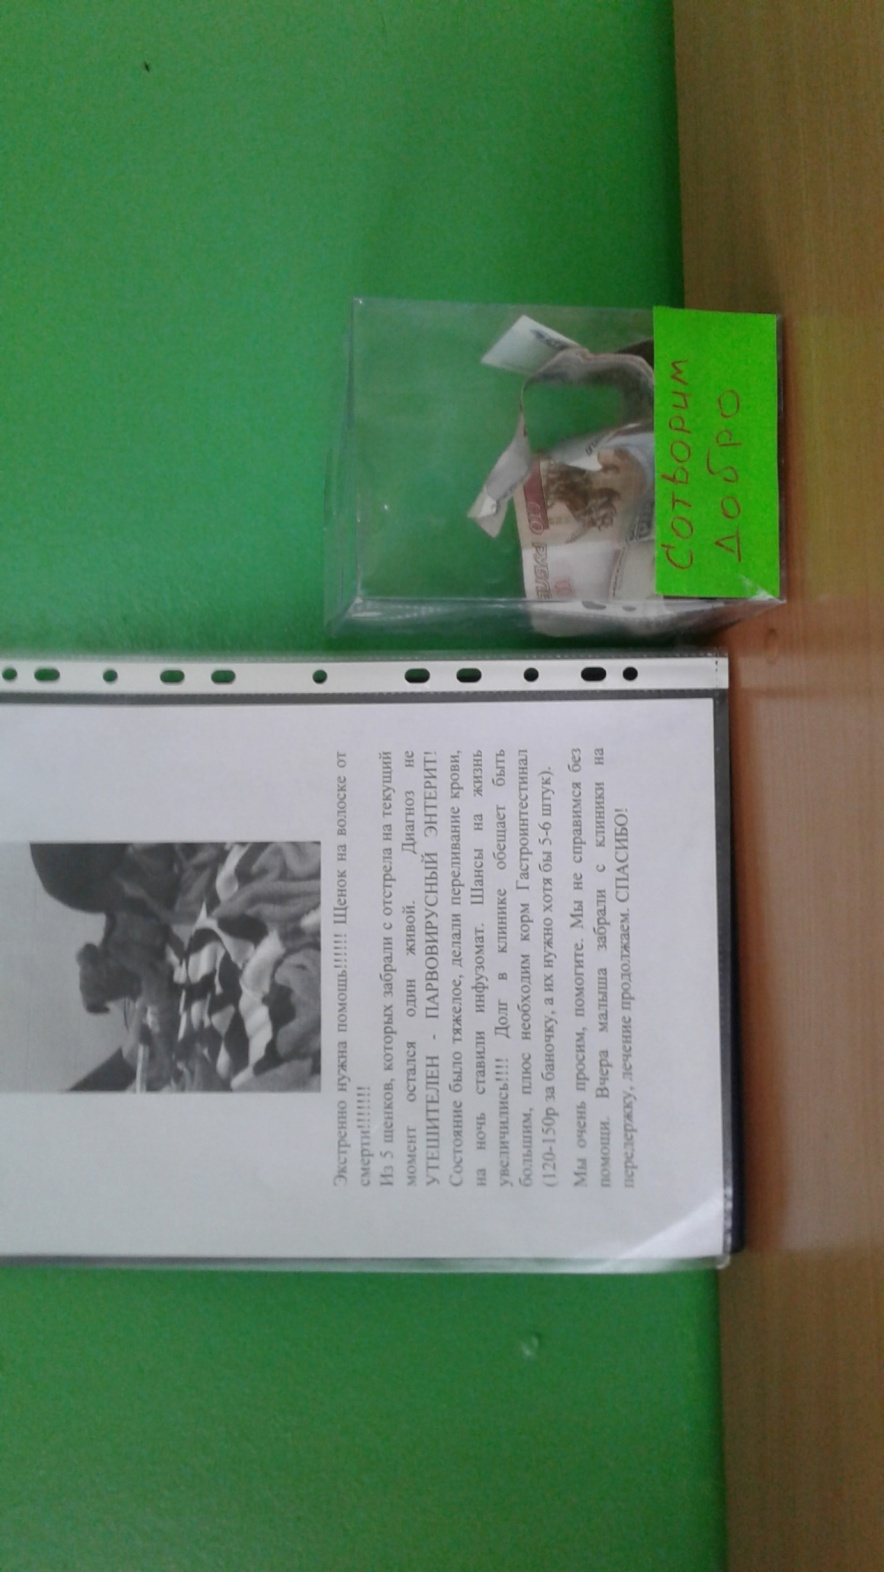 Экстренно нужна помощь!!!!!! Щенок на волоске от
смерти!!!!!!!
Из 5 щенков, которых забрали с отстрела на текущий
момент остался один живой. Диагноз не
УТЕШИТЕЛЕН - ПАРВОВИРУСНЫЙ ЭНТЕРИТ!
Состояние было тяжелое, делали переливание крови,
на ночь ставили инфузомат. Шансы на жизнь
увеличились!!!! Долг в клинике обещает быть
большим, плюс необходим корм Гастроинтестинал
(120-150р за баночку, а их нужно хотя бы 5-6 штук).
Мы очень просим, помогите. Мы не справимся без
помощи. Вчера малыша забрали с клиники на
передержку, лечение продолжаем. СПАСИБО!
Сотворим
добро